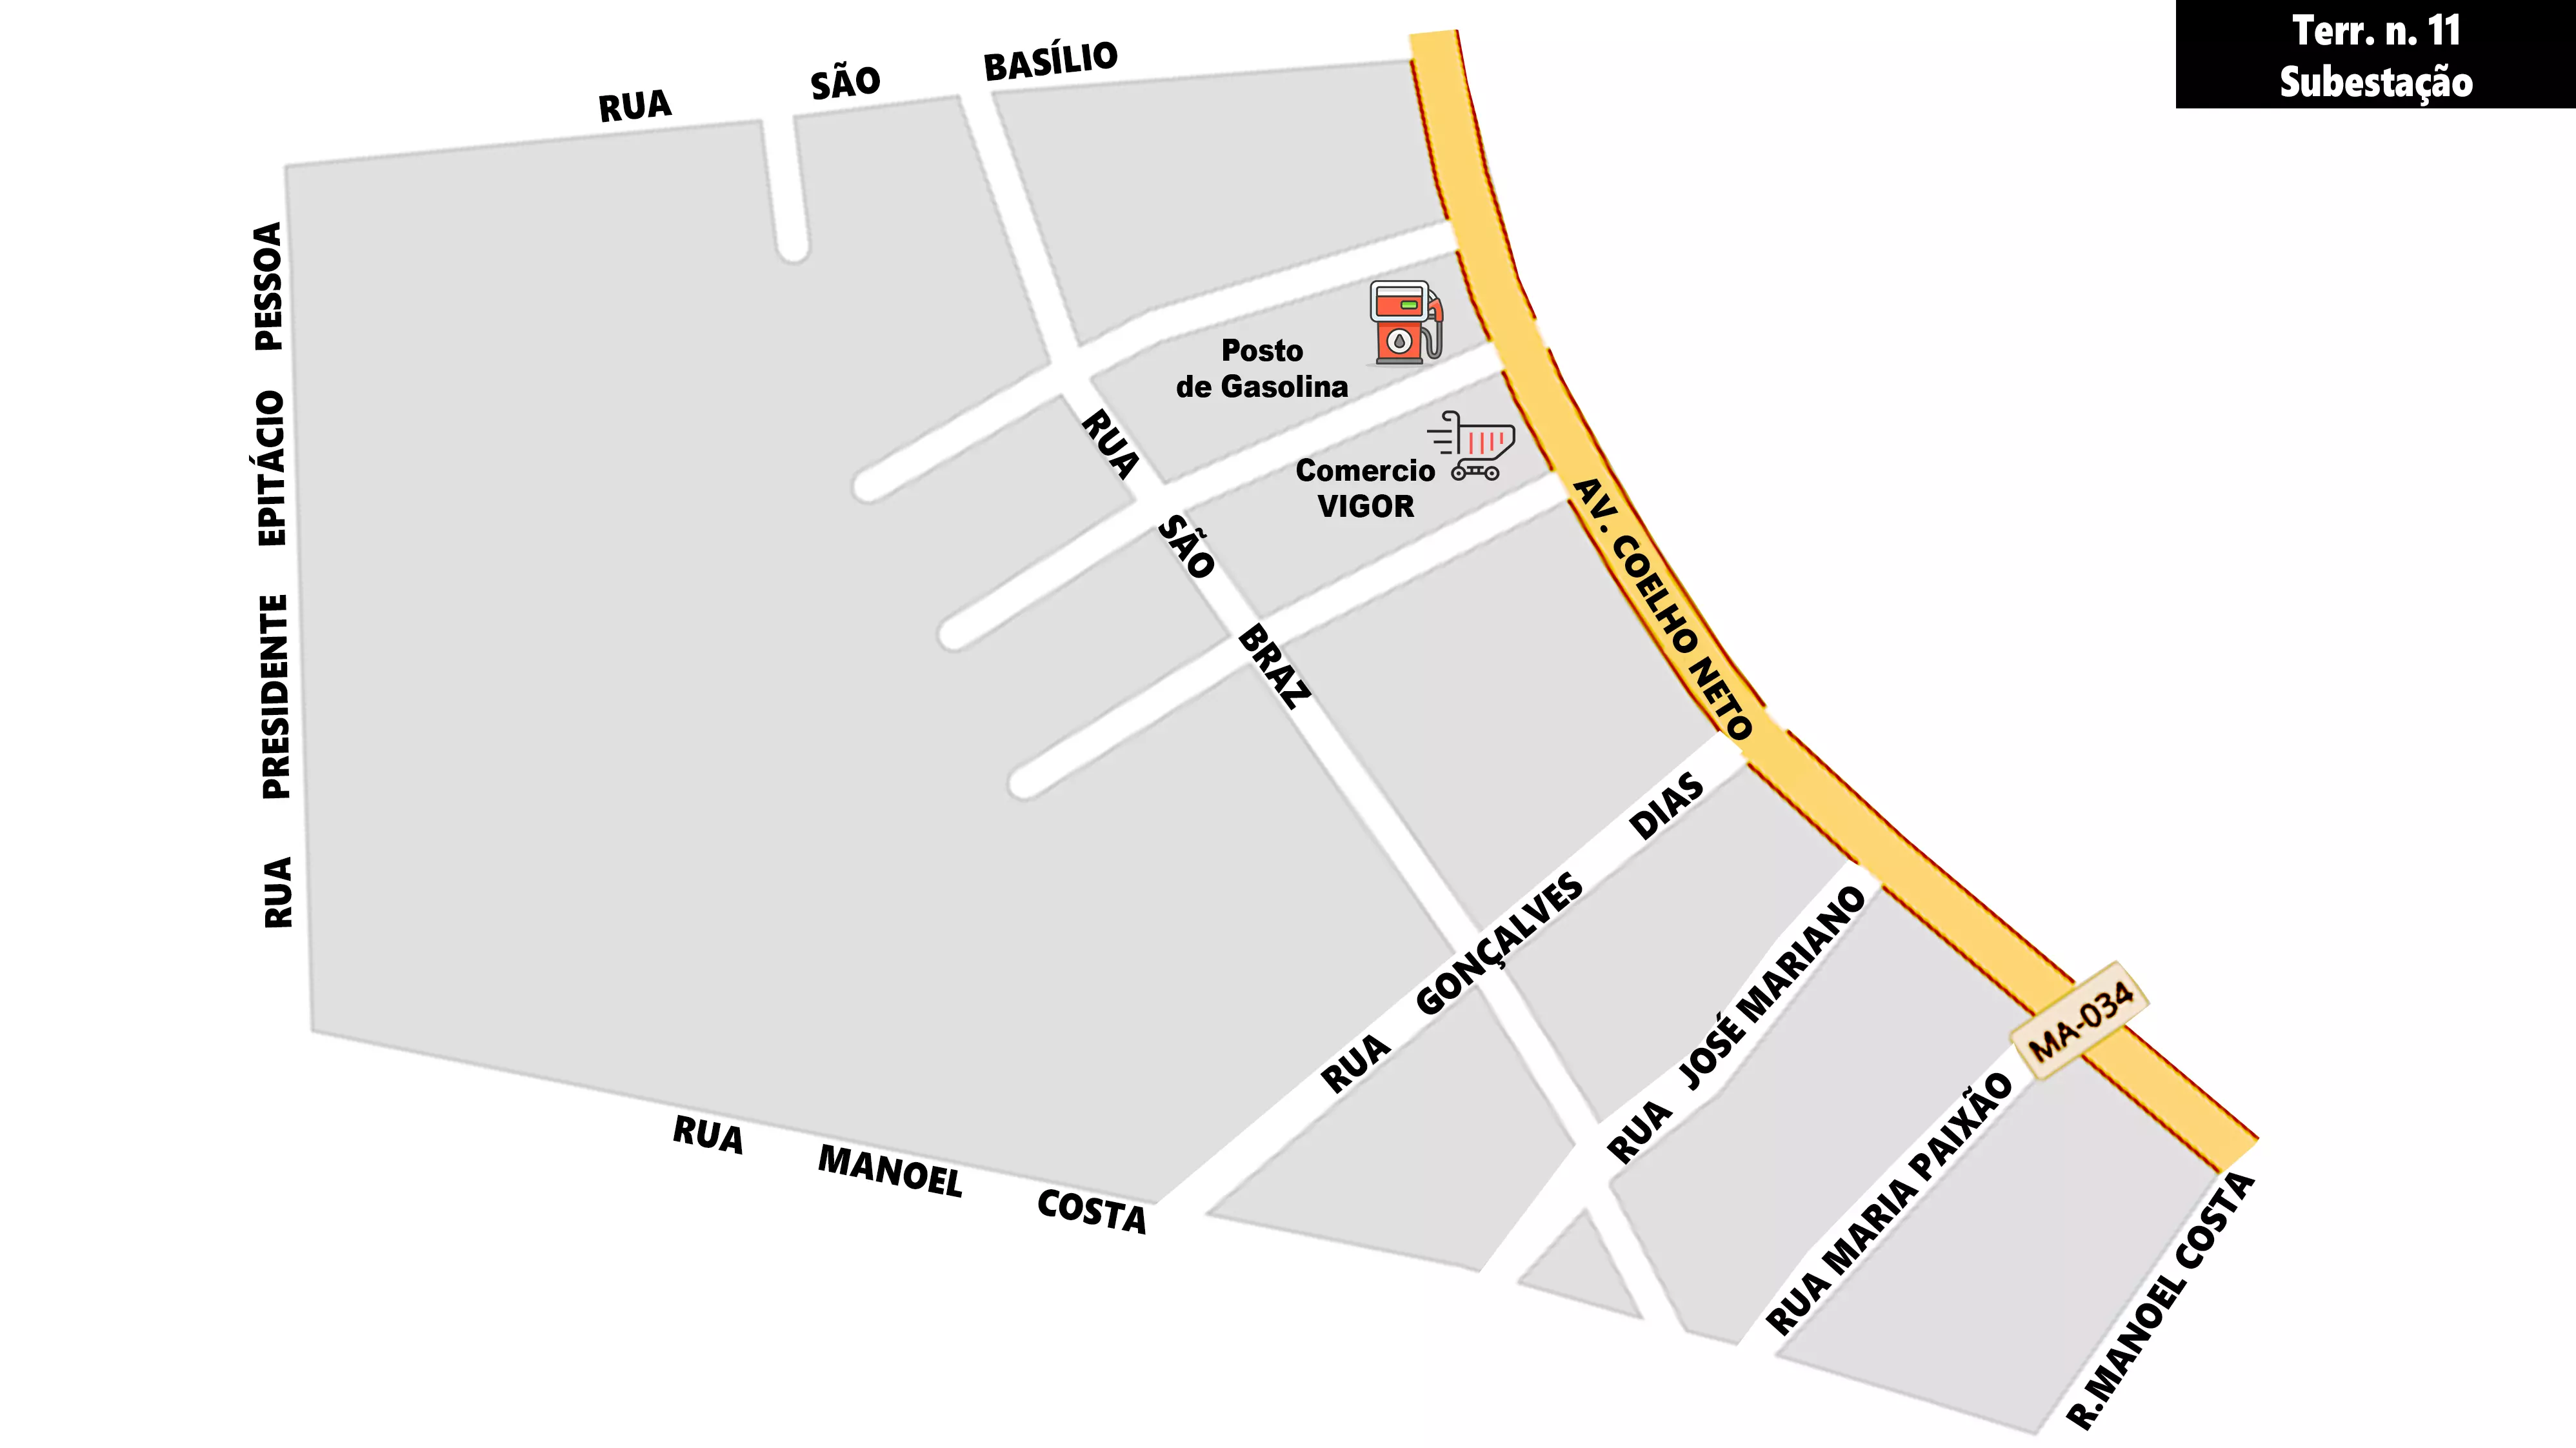 Terr. n. 11
Subestação
RUA SÃO BASÍLIO
RUA PRESIDENTE EPITÁCIO PESSOA
Posto
de Gasolina
Comercio
VIGOR
RUA SÃO BRAZ
AV. COELHO NETO
RUA GONÇALVES DIAS
RUA JOSÉ MARIANO
MA-034
RUA MARIA PAIXÃO
RUA MANOEL COSTA
R.MANOEL COSTA